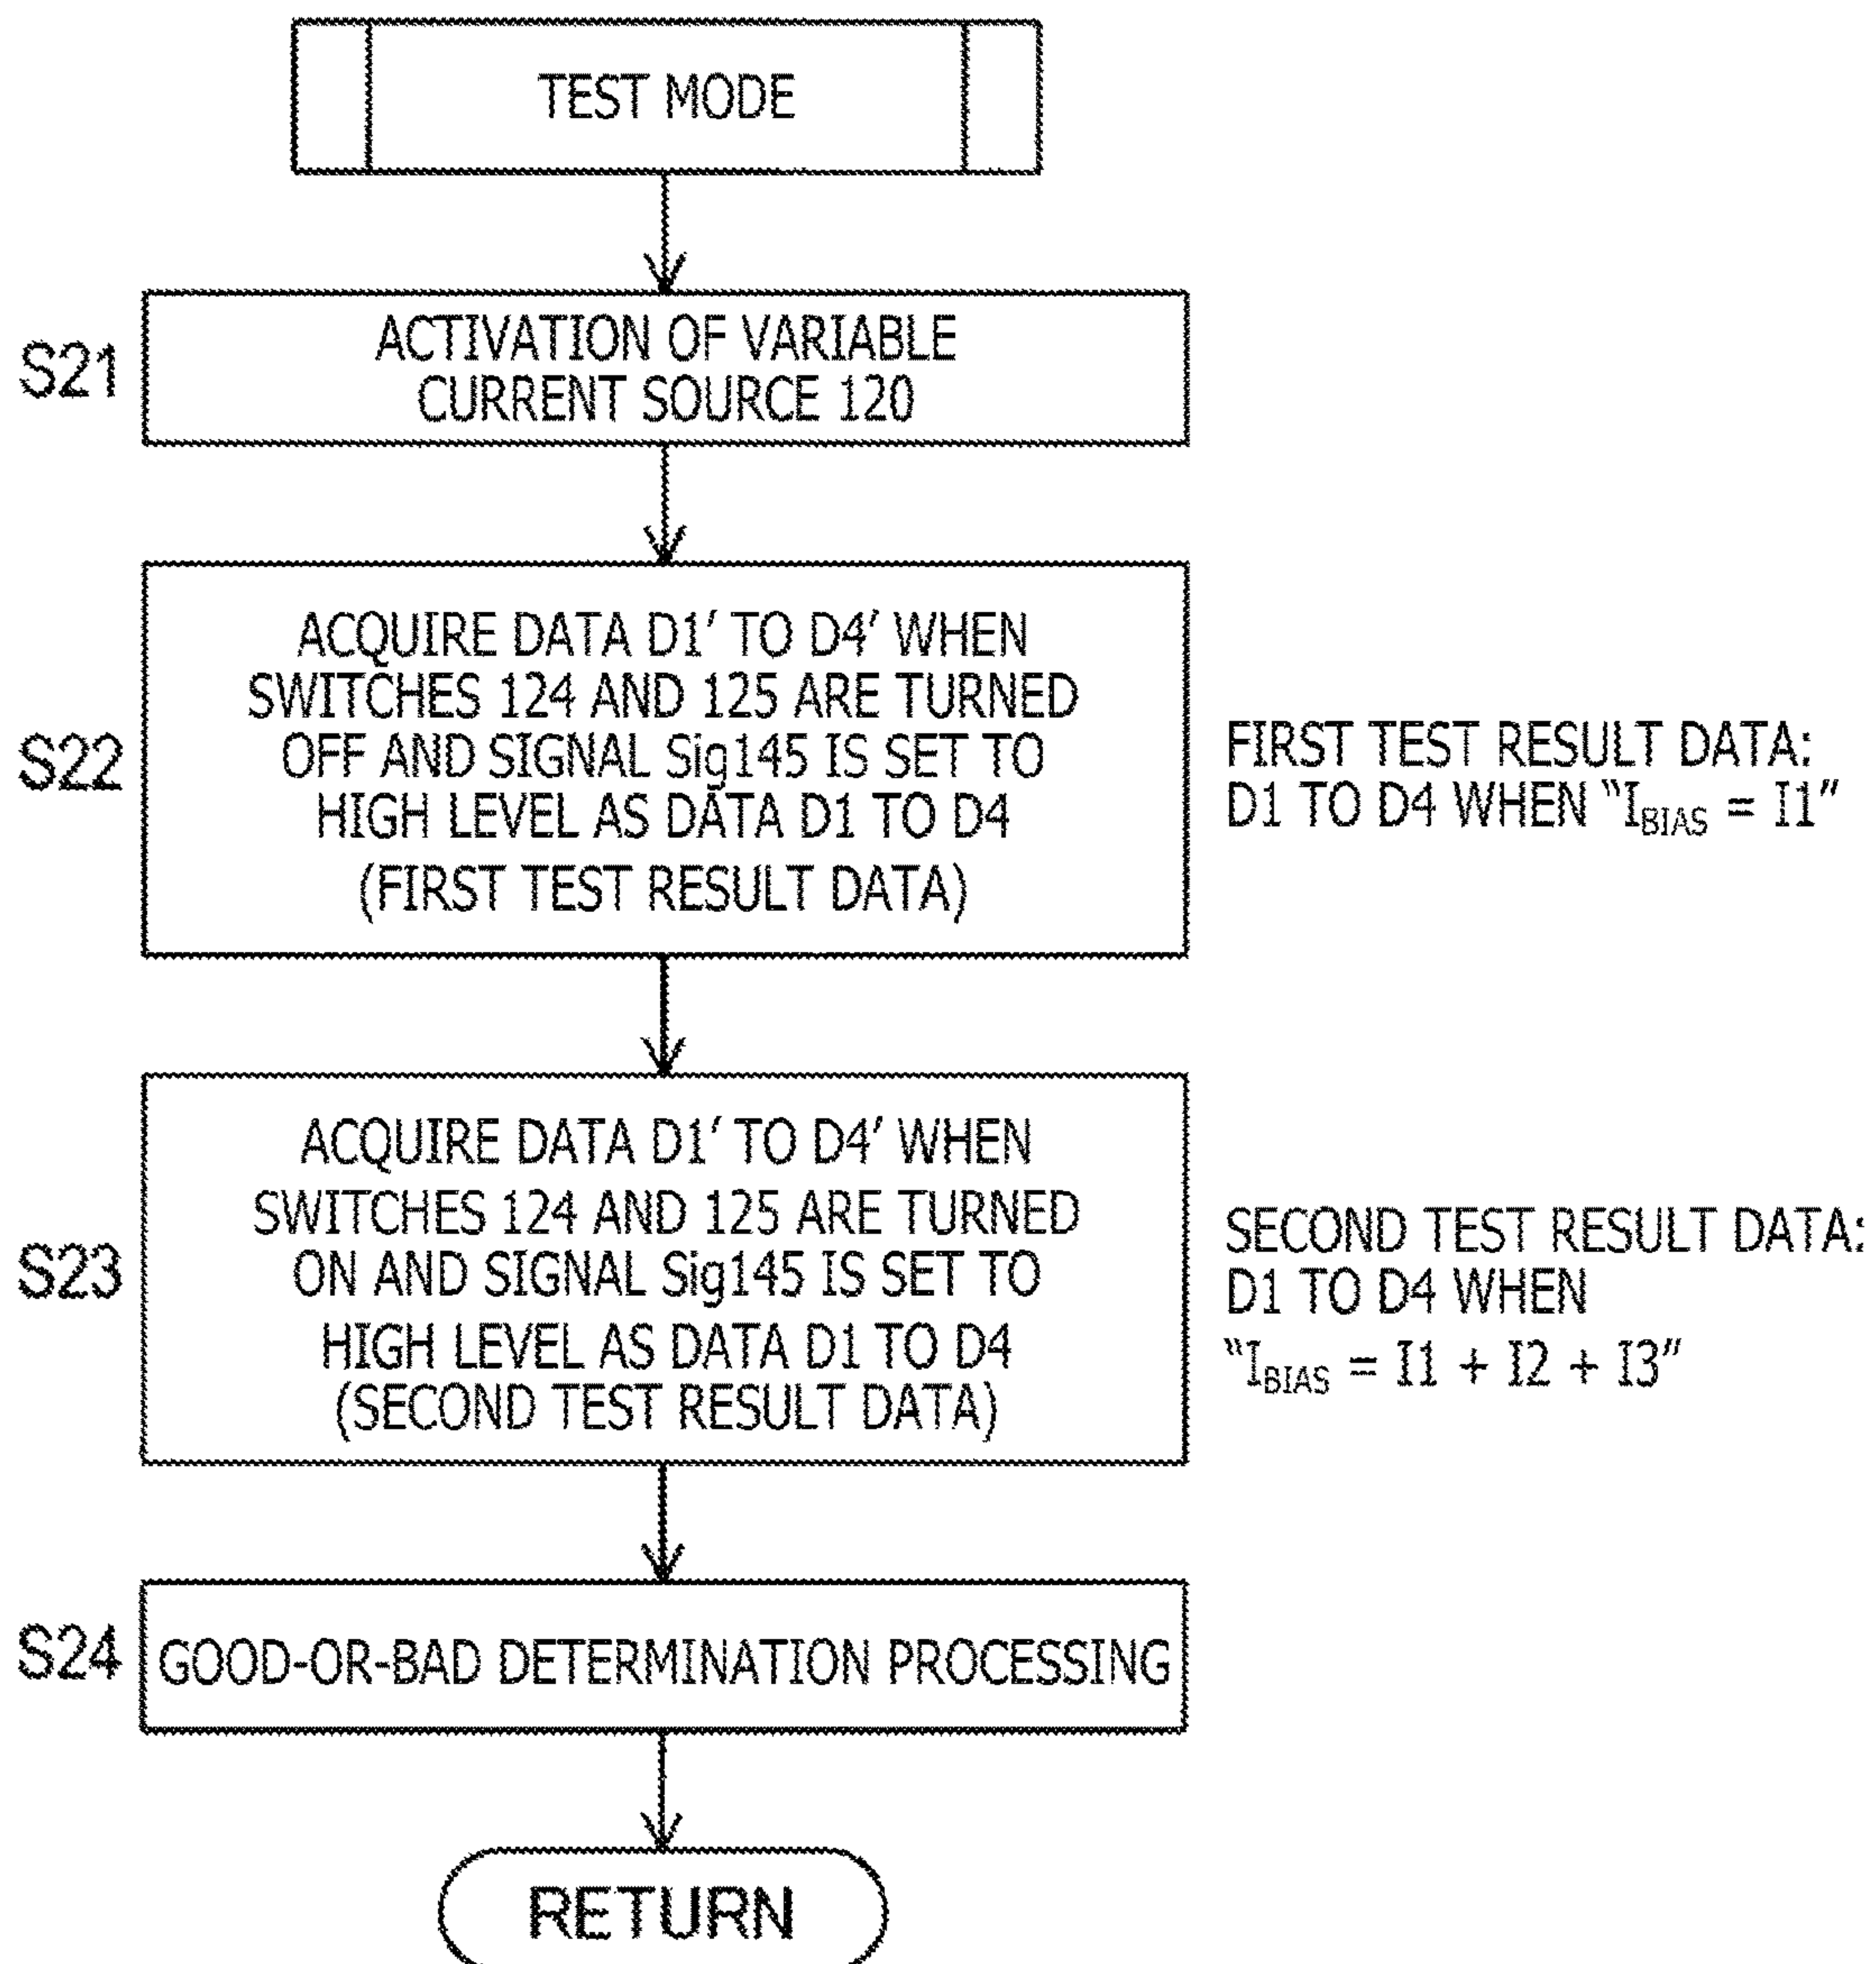 TEST MODE
S21
ACTIVATION OF VARIABLE
CURRENT SOURCE 120
S22
ACQUIRE DATA D1′ TO D4′ WHEN
SWITCHES 124 AND 125 ARE TURNED
OFF AND SIGNAL Sig145 IS SET TO
HIGH LEVEL AS DATA D1 TO D4
(FIRST TEST RESULT DATA)
FIRST TEST RESULT DATA:
D1 TO D4 WHEN “I_BIAS = I1”
S23
ACQUIRE DATA D1′ TO D4′ WHEN
SWITCHES 124 AND 125 ARE TURNED
ON AND SIGNAL Sig145 IS SET TO
HIGH LEVEL AS DATA D1 TO D4
(SECOND TEST RESULT DATA)
SECOND TEST RESULT DATA:
D1 TO D4 WHEN
“I_BIAS = I1 + I2 + I3”
S24
GOOD-OR-BAD DETERMINATION PROCESSING
RETURN